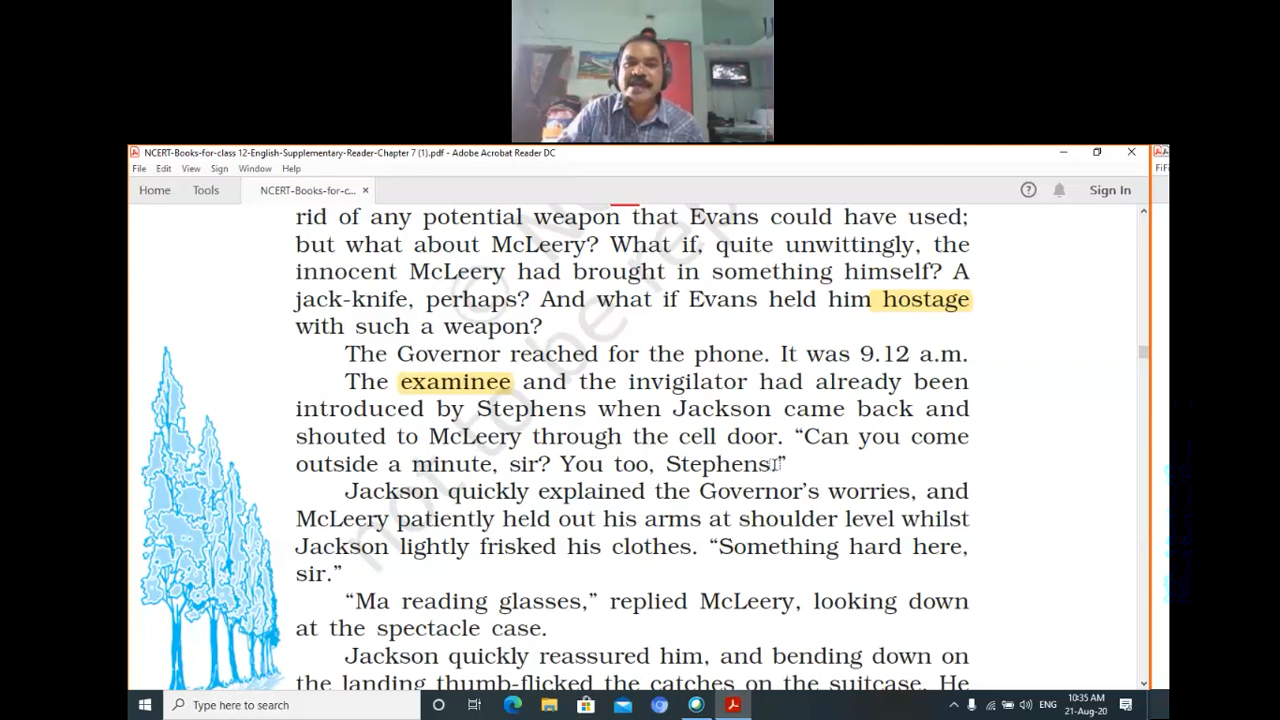 NCERT-Books-for-class 12-English-Supplementary-Reader-Chapter 7 (1).pdf - Adobe Acrobat Reader DC
File Edit View Sign Window Help
Home Tools NCERT-Books-for-c... × Sign In
FiFi
rid of any potential weapon that Evans could have used;
but what about McLeery? What if, quite unwittingly, the
innocent McLeery had brought in something himself? A
jack-knife, perhaps? And what if Evans held him hostage
with such a weapon?
The Governor reached for the phone. It was 9.12 a.m.
The examinee and the invigilator had already been
introduced by Stephens when Jackson came back and
shouted to McLeery through the cell door. “Can you come
outside a minute, sir? You too, Stephens.”
Jackson quickly explained the Governor’s worries, and
McLeery patiently held out his arms at shoulder level whilst
Jackson lightly frisked his clothes. “Something hard here,
sir.”
“Ma reading glasses,” replied McLeery, looking down
at the spectacle case.
Jackson quickly reassured him, and bending down on
the landing thumb-flicked the catches on the suitcase. He
not to be rep
Type here to search
ENG
10:35 AM
21-Aug-20